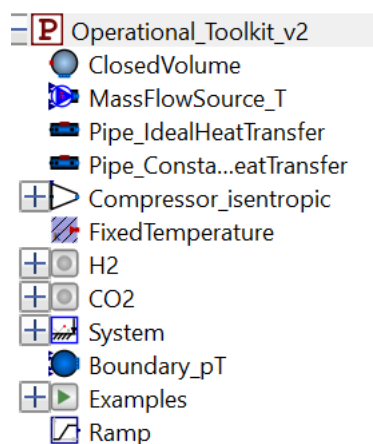 P Operational_Toolkit_v2
ClosedVolume
MassFlowSource_T
Pipe_IdealHeatTransfer
Pipe_Consta...eatTransfer
Compressor_isentropic
FixedTemperature
H2
CO2
System
Boundary_pT
Examples
Ramp